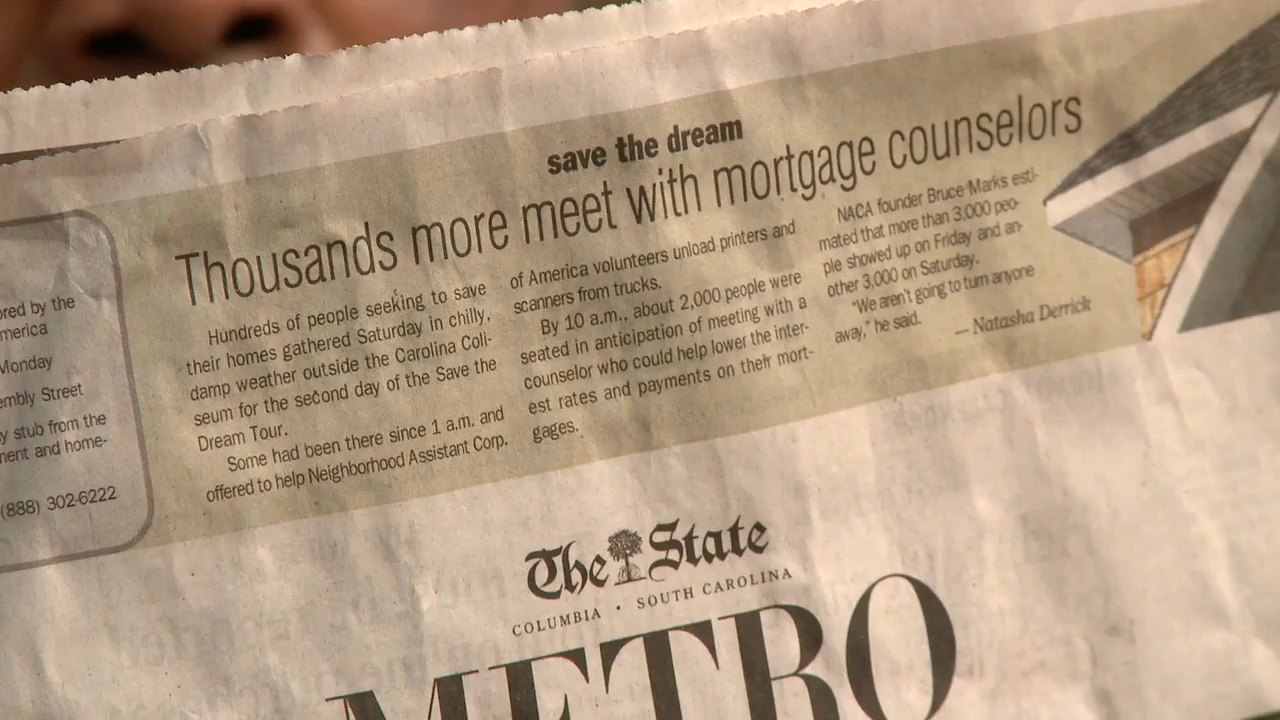 save the dream
Thousands more meet with mortgage counselors
ored by the
merica
Monday
embly Street
y stub from the
ment and home-
(888) 302-6222
Hundreds of people seeking to save
their homes gathered Saturday in chilly,
damp weather outside the Carolina Coli-
seum for the second day of the Save the
Dream Tour.
Some had been there since 1 a.m. and
offered to help Neighborhood Assistant Corp.
of America volunteers unload printers and
scanners from trucks.
By 10 a.m., about 2,000 people were
seated in anticipation of meeting with a
counselor who could help lower the inter-
est rates and payments on their mort-
gages.
NACA founder Bruce Marks esti-
mated that more than 3,000 peo-
ple showed up on Friday and an-
other 3,000 on Saturday.
"We aren't going to turn anyone
away," he said.
— Natasha Derrick
The State
COLUMBIA • SOUTH CAROLINA
METRO